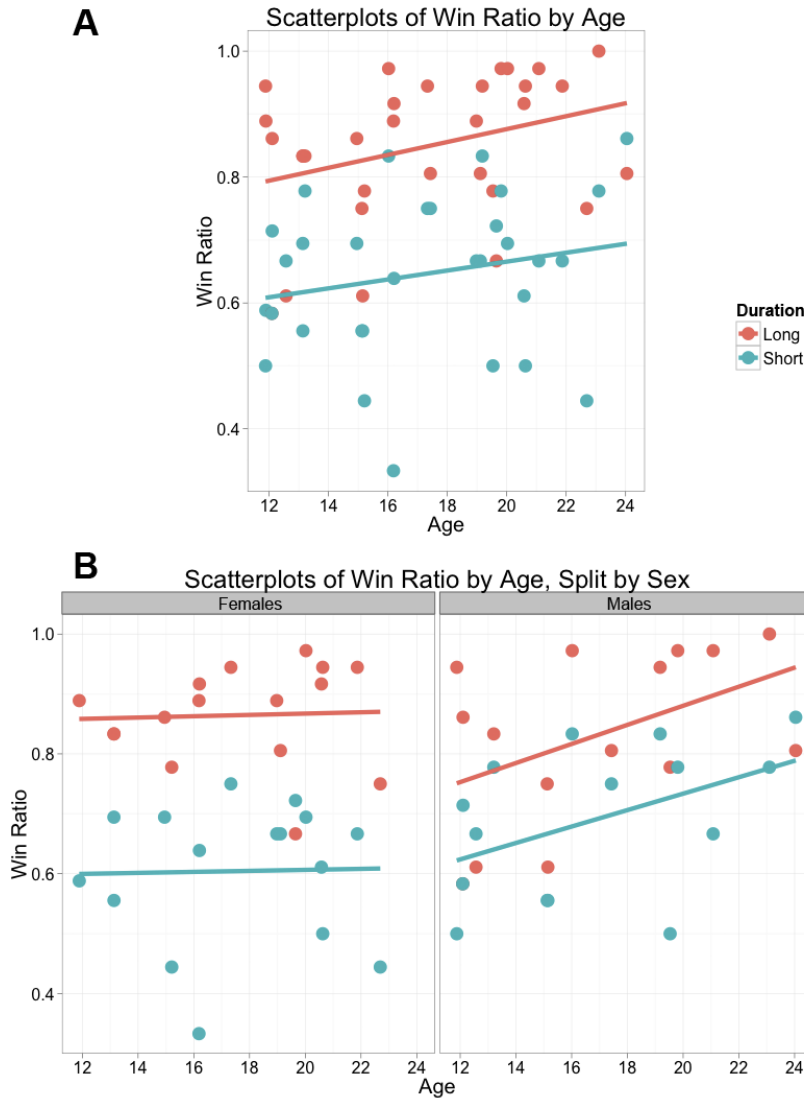 A
Scatterplots of Win Ratio by Age
1.0
0.8
0.6
0.4
Win Ratio
12 14 16 18 20 22 24
Age
Duration
Long
Short
B
Scatterplots of Win Ratio by Age, Split by Sex
Females Males
1.0
0.8
0.6
0.4
Win Ratio
12 14 16 18 20 22 24 12 14 16 18 20 22 24
Age Age